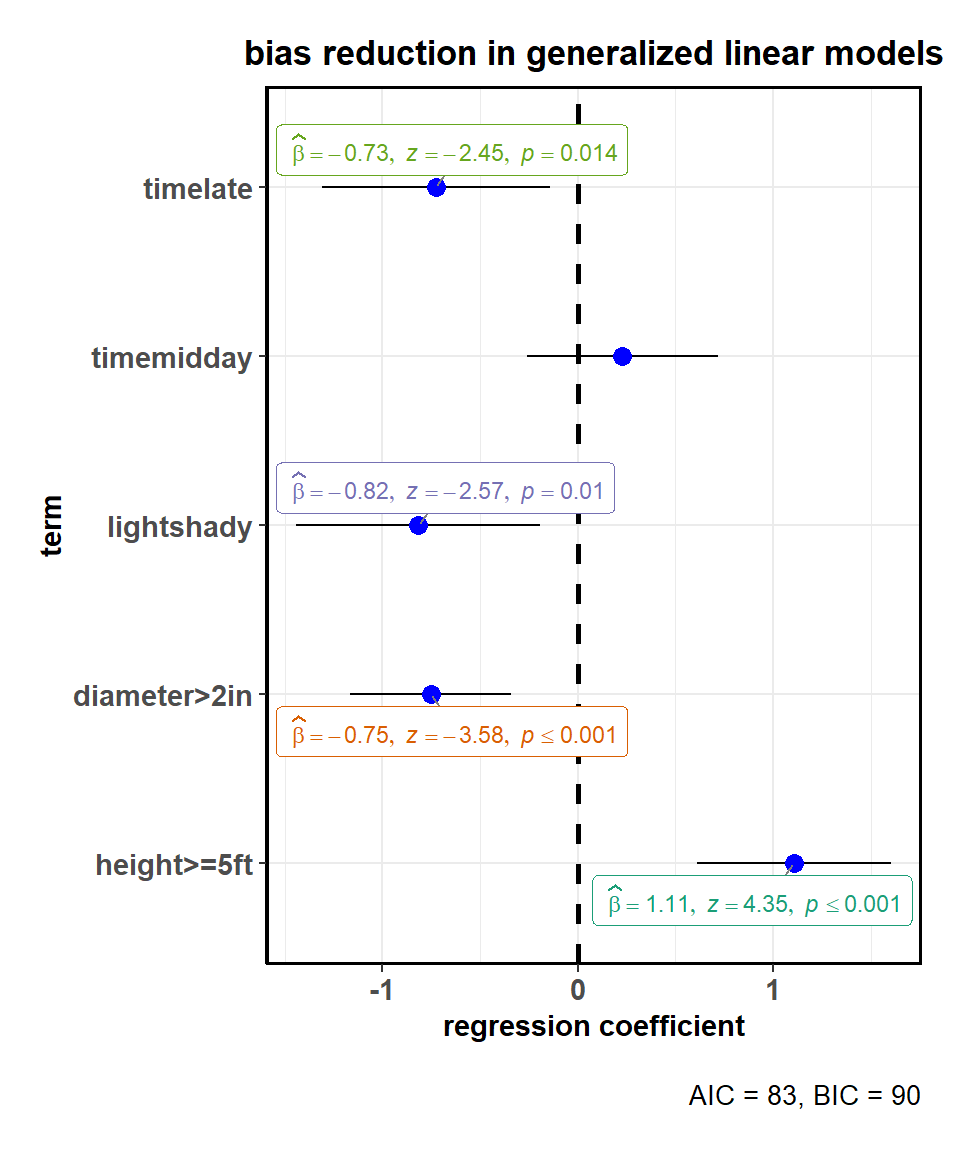 bias reduction in generalized linear models
β̂ = −0.73, z = −2.45, p = 0.014
timelate
timemidday
β̂ = −0.82, z = −2.57, p = 0.01
lightshady
term
diameter>2in
β̂ = −0.75, z = −3.58, p ≤ 0.001
height>=5ft
β̂ = 1.11, z = 4.35, p ≤ 0.001
-1 0 1
regression coefficient
AIC = 83, BIC = 90